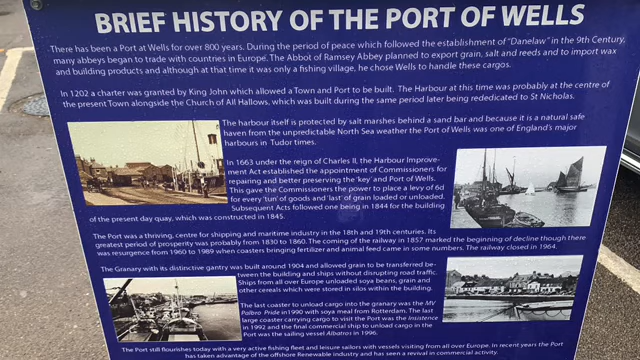 BRIEF HISTORY OF THE PORT OF WELLS
There has been a Port at Wells for over 800 years. During the period of peace which followed the establishment of "Danelaw" in the 9th Century,
many abbeys began to trade with countries in Europe. The Abbot of Ramsey Abbey planned to export grain, salt and reeds and to import wax
and building products and although at that time it was only a fishing village, he chose Wells to handle these cargos.
In 1202 a charter was granted by King John which allowed a Town and Port to be built. The Harbour at this time was probably at the centre of
the present Town alongside the Church of All Hallows, which was built during the same period later being rededicated to St Nicholas.
The harbour itself is protected by salt marshes behind a sand bar and because it is a natural safe
haven from the unpredictable North Sea weather the Port of Wells was one of England's major
harbours in Tudor times.
In 1663 under the reign of Charles II, the Harbour Improve-
ment Act established the appointment of Commissioners for
repairing and better preserving the 'key' and Port of Wells.
This gave the Commissioners the power to place a levy of 6d
for every 'tun' of goods and 'last' of grain loaded or unloaded.
Subsequent Acts followed one being in 1844 for the building
of the present day quay, which was constructed in 1845.
The Port was a thriving, centre for shipping and maritime industry in the 18th and 19th centuries. Its
greatest period of prosperity was probably from 1830 to 1860. The coming of the railway in 1857 marked the beginning of decline though there
was resurgence from 1960 to 1989 when coasters bringing fertilizer and animal feed came in some numbers. The railway closed in 1964.
The Granary with its distinctive gantry was built around 1904 and allowed grain to be transferred be-
tween the building and ships without disrupting road traffic.
Ships from all over Europe unloaded soya beans, grain and
other cereals which were stored in silos within the building.
The last coaster to unload cargo into the granary was the MV
Polbro Pride in 1990 with soya meal from Rotterdam. The last
large coaster carrying cargo to visit the Port was the Insistence
in 1992 and the final commercial ship to unload cargo in the
Port was the sailing vessel Albatros in 1996.
The Port still flourishes today with a very active fishing fleet and leisure sailors with vessels visiting from all over Europe. In recent years the Port
has taken advantage of the offshore Renewable industry and has seen a revival in commercial activity.